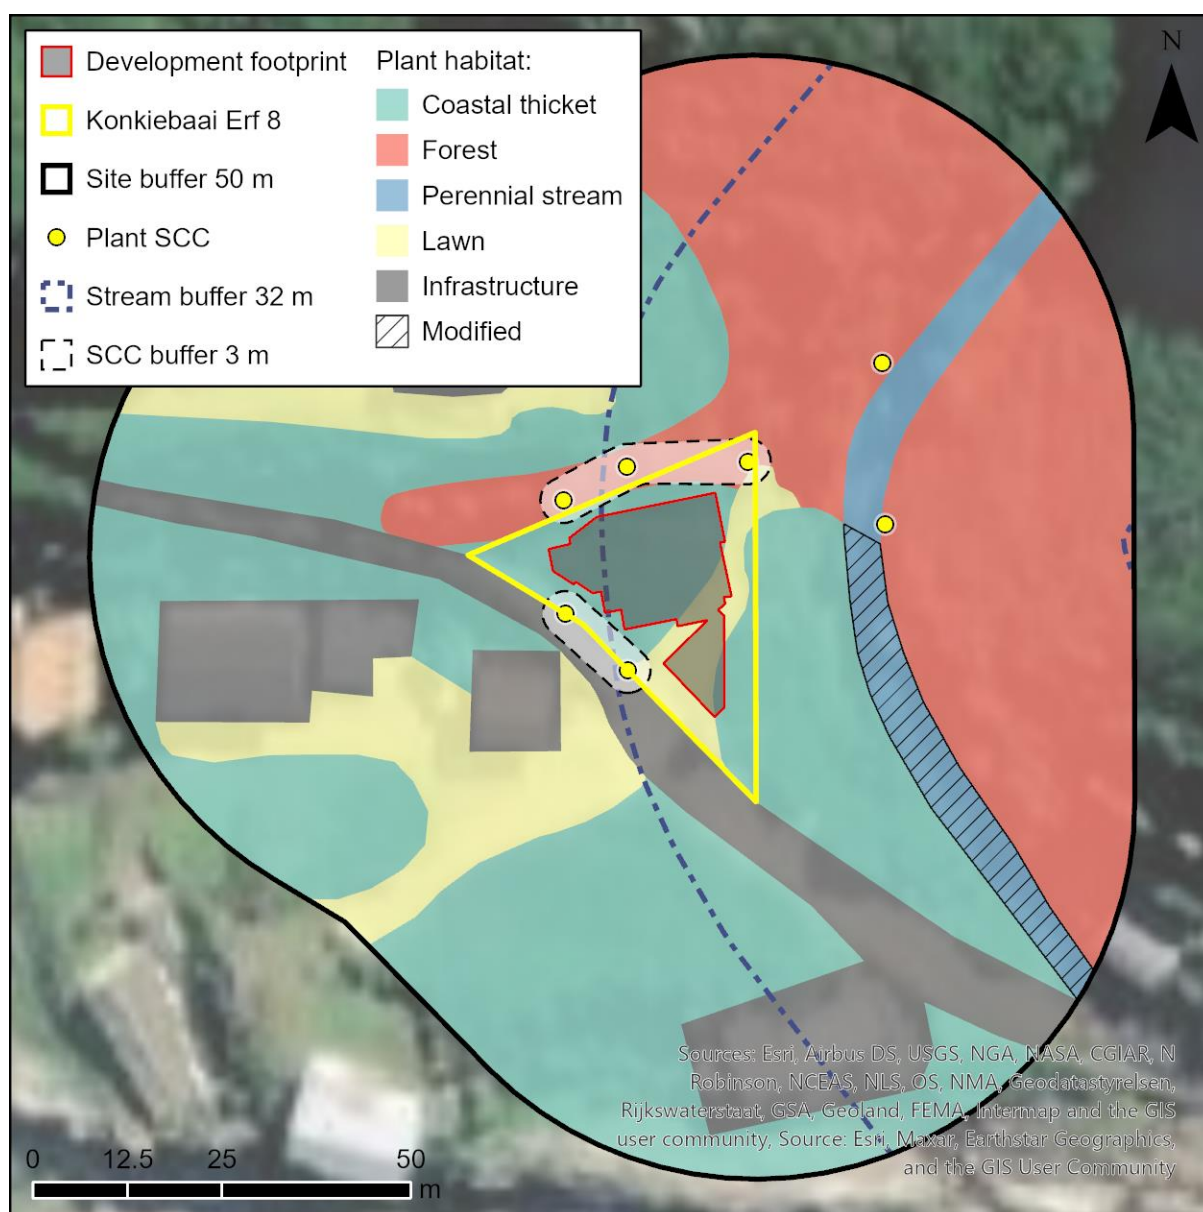 Development footprint
Konkiebaai Erf 8
Site buffer 50 m
Plant SCC
Stream buffer 32 m
SCC buffer 3 m
Plant habitat:
Coastal thicket
Forest
Perennial stream
Lawn
Infrastructure
Modified
N
Sources: Esri, Airbus DS, USGS, NGA, NASA, CGIAR, N
Robinson, NCEAS, NLS, OS, NMA, Geodatastyrelsen,
Rijkswaterstaat, GSA, Geoland, FEMA, Intermap and the GIS
user community, Source: Esri, Maxar, Earthstar Geographics,
and the GIS User Community
0 12.5 25 50
m